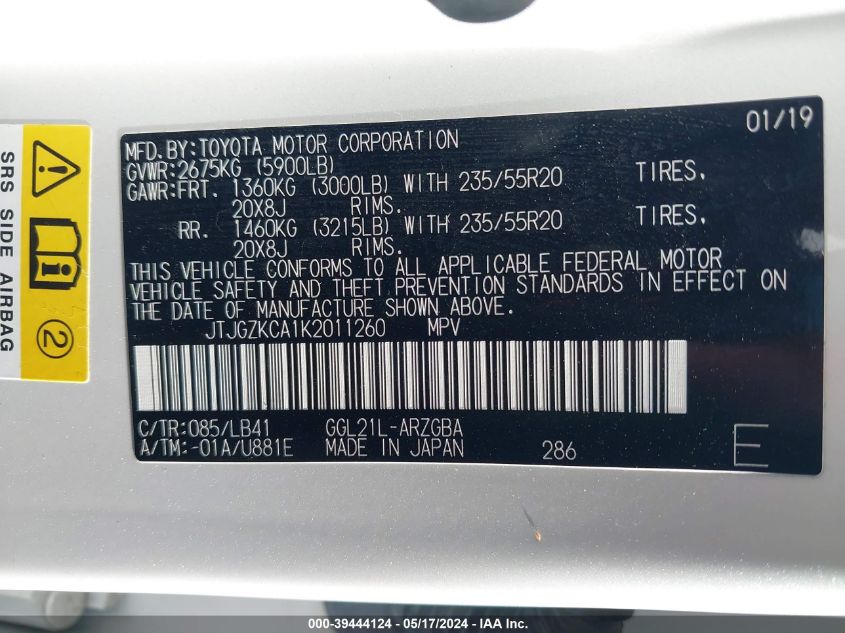 01/19
MFD. BY: TOYOTA MOTOR CORPORATION
GVWR: 2675KG (5900LB)
GAWR: FRT. 1360KG (3000LB) WITH 235/55R20 TIRES,
20X8J RIMS.
RR. 1460KG (3215LB) WITH 235/55R20 TIRES,
20X8J RIMS.
THIS VEHICLE CONFORMS TO ALL APPLICABLE FEDERAL MOTOR
VEHICLE SAFETY AND THEFT PREVENTION STANDARDS IN EFFECT ON
THE DATE OF MANUFACTURE SHOWN ABOVE.
JTJGZKCA1K2011260 MPV
C/TR: 085/LB41 GGL21L-ARZGBA
A/TM: -01A/U881E MADE IN JAPAN 286 E
SRS SIDE AIRBAG
2
000-39444124 - 05/17/2024 - IAA Inc.